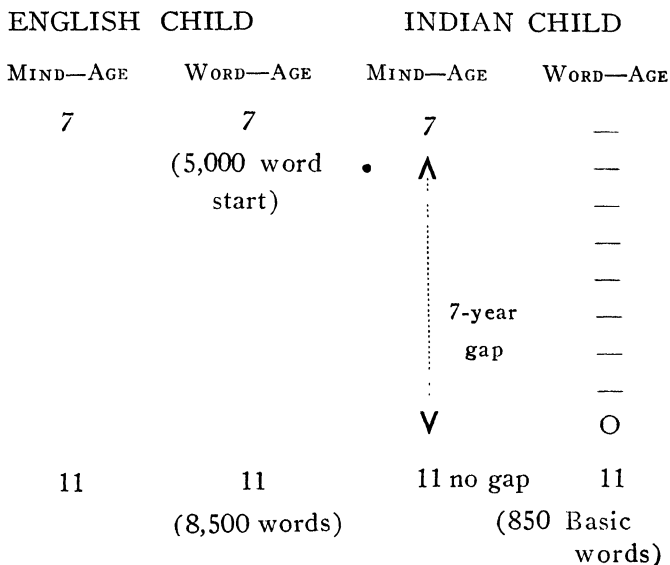 ENGLISH CHILD INDIAN CHILD
MIND—AGE WORD—AGE MIND—AGE WORD—AGE
7 7 7 —
(5,000 word —
start) —
—
—
7-year —
gap —
—
O
11 11 11 no gap 11
(8,500 words) (850 Basic
words)